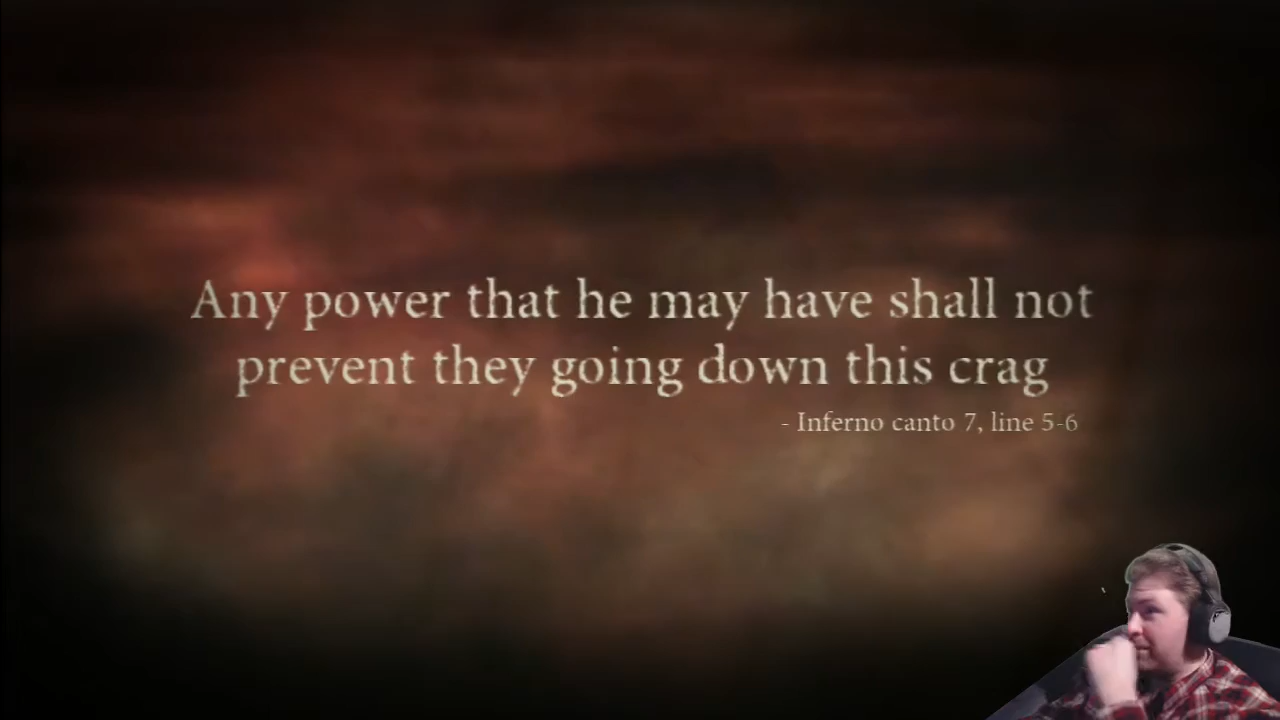 Any power that he may have shall not
prevent they going down this crag
- Inferno canto 7, line 5-6